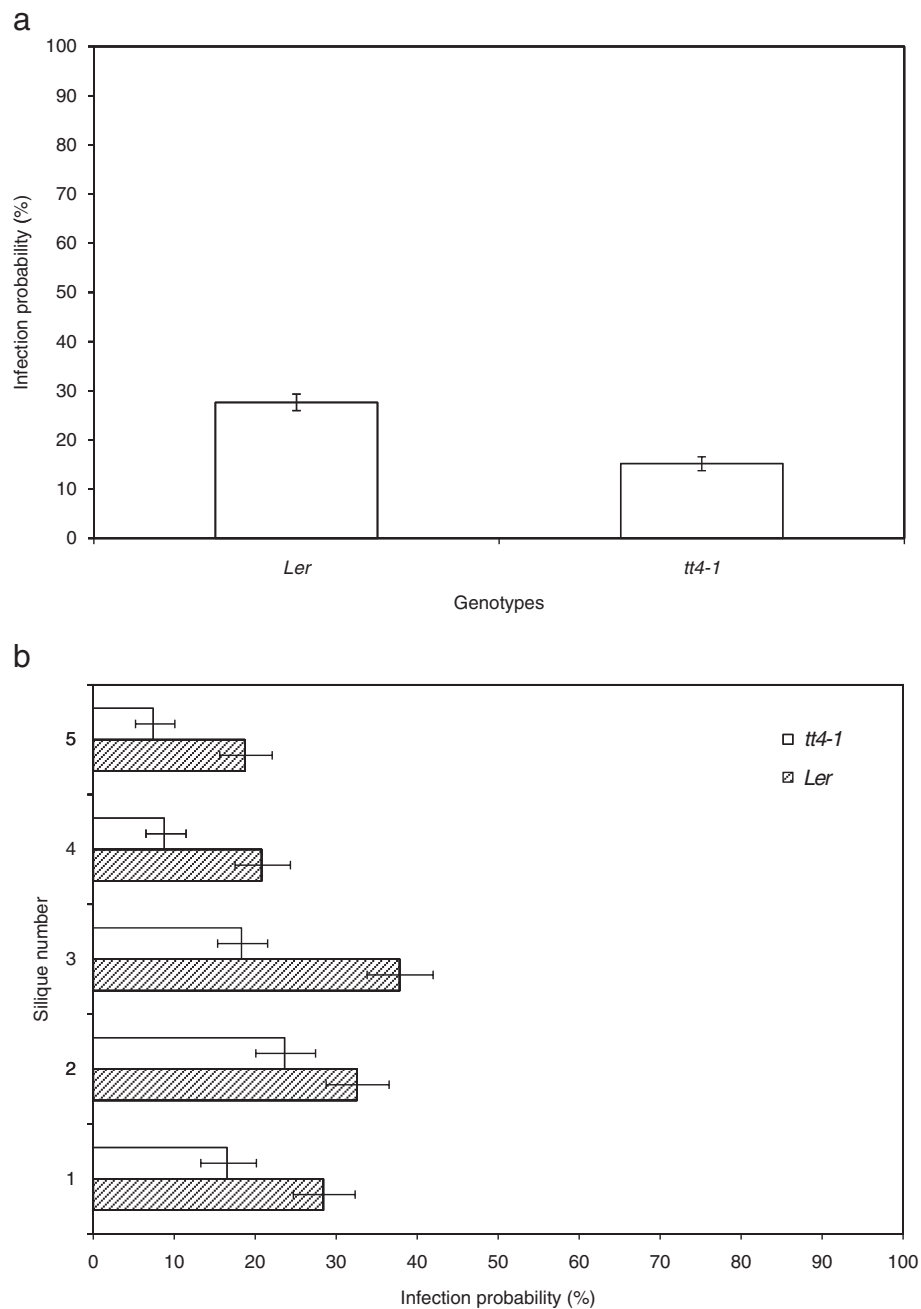 a
100
90
80
70
60
50
40
30
20
10
0
Infection probability (%)
Ler
tt4-1
Genotypes
b
5
4
3
2
1
Silique number
tt4-1
Ler
0 10 20 30 40 50 60 70 80 90 100
Infection probability (%)